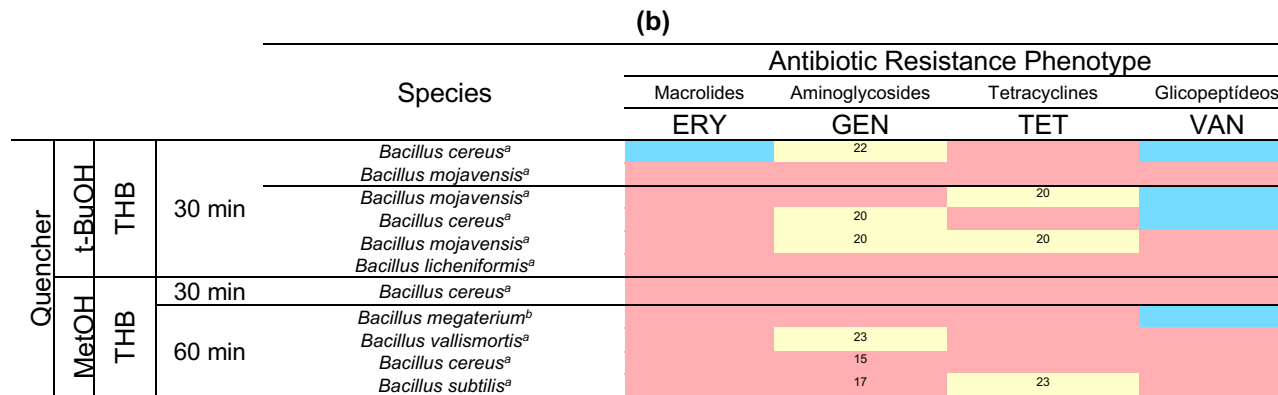 (b)
Species
Antibiotic Resistance Phenotype
Macrolides Aminoglycosides Tetracyclines Glicopeptídeos
ERY GEN TET VAN
Quencher
t-BuOH
THB
30 min
Bacillus cereusᵃ 22
Bacillus mojavensisᵃ
Bacillus mojavensisᵃ 20
Bacillus cereusᵃ 20
Bacillus mojavensisᵃ 20 20
Bacillus licheniformisᵃ
MetOH
THB
30 min Bacillus cereusᵃ
60 min
Bacillus megateriumᵇ
Bacillus vallismortisᵃ 23
Bacillus cereusᵃ 15
Bacillus subtilisᵃ 17 23